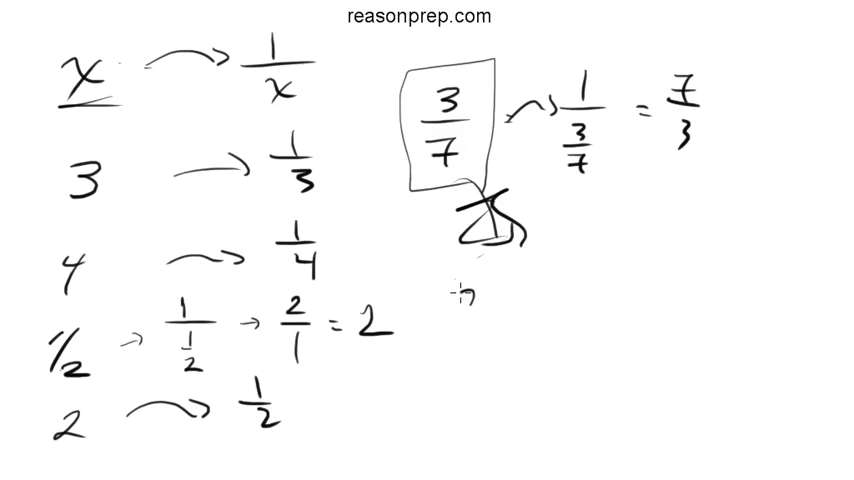 reasonprep.com
x → 1/x
3 → 1/3
4 → 1/4
1/2 → 1/(1/2) → 2/1 = 2
2 → 1/2
3/7 → 1/(3/7) = 7/3